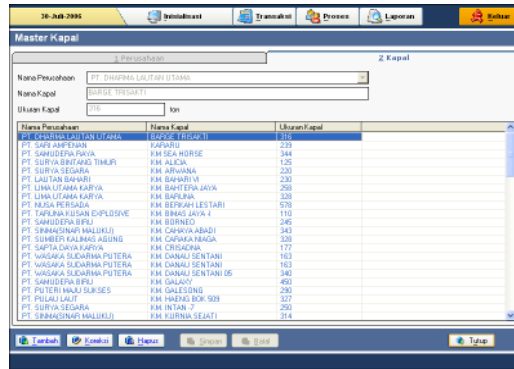 30-Juli-2006 Inisialisasi Transaksi Proses Laporan Keluar
Master Kapal
1 Perusahaan 2 Kapal
Nama Perusahaan PT. DHARMA LAUTAN UTAMA
Nama Kapal BARGE TRISAKTI
Ukuran Kapal 316 ton
Nama Perusahaan Nama Kapal Ukuran Kapal
PT. DHARMA LAUTAN UTAMA BARGE TRISAKTI 316
PT. SARI AMPENAN KARARU 239
PT. SAMUDERA RAYA KM SEA HORSE 344
PT. SURYA BINTANG TIMUR KM. ALICIA 125
PT. SURYA SEGARA KM. ARWANA 220
PT. LAUTAN BAHARI KM. BAHARI VI 230
PT. LIMA UTAMA KARYA KM. BAHTERA JAYA 258
PT. LIMA UTAMA KARYA KM. BARUNA 328
PT. NUSA PERSADA KM. BERKAH LESTARI 578
PT. TARUNA KUSAN EXPLOSIVE KM. BIMAS JAYA 4 110
PT. SAMUDERA BIRU KM. BORNEO 245
PT. SINMA(SINAR MALUKU) KM. CAHAYA ABADI 343
PT. SUMBER KALIMAS AGUNG KM. CARAKA NIAGA 328
PT. SAPTA DAYA KARYA KM. CRISADNA 177
PT. WASAKA SUDARMA PUTERA KM. DANAU SENTANI 163
PT. WASAKA SUDARMA PUTERA KM. DANAU SENTANI 163
PT. WASAKA SUDARMA PUTERA KM. DANAU SENTANI 05 340
PT. SAMUDERA BIRU KM. GALAXY 450
PT. PUTERI MAJU SUKSES KM. GALESONG 290
PT. PULAU LAUT KM. HAENG BOK 509 327
PT. SURYA SEGARA KM. INTAN -7 250
PT. SINMA(SINAR MALUKU) KM. KURNIA SEJATI 314
Tambah Koreksi Hapus Simpan Batal Tutup